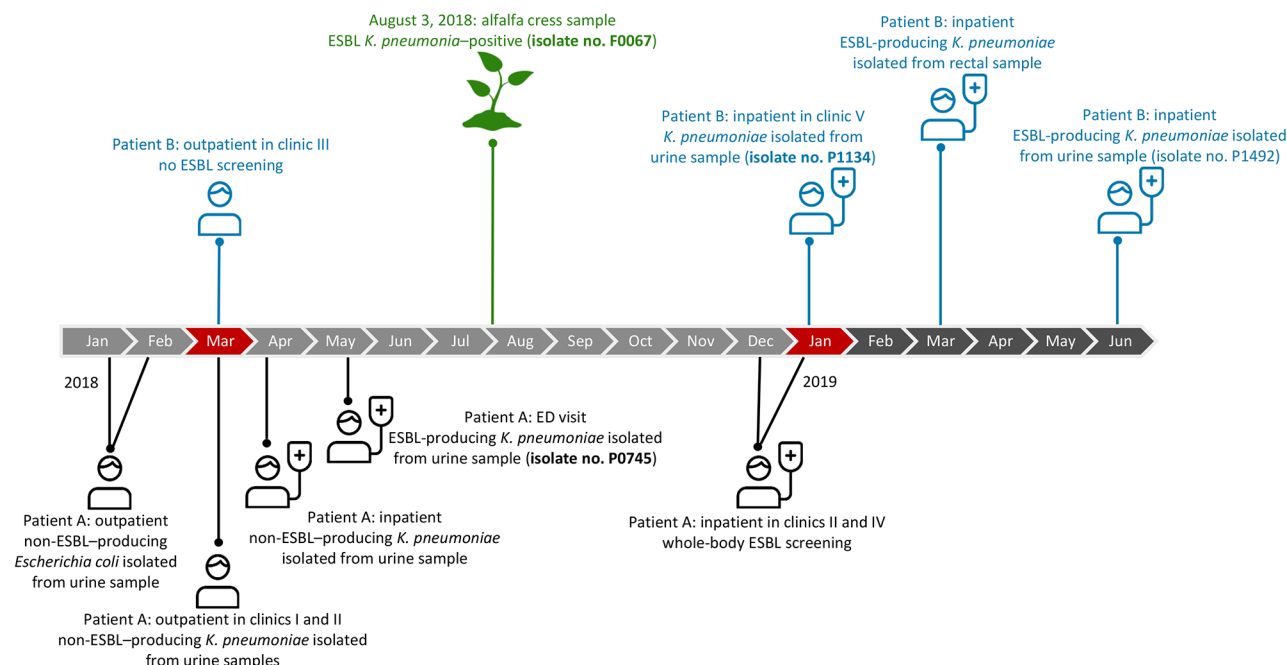 August 3, 2018: alfalfa cress sample
ESBL K. pneumonia–positive (isolate no. F0067)
Patient B: inpatient
ESBL-producing K. pneumoniae
isolated from rectal sample
Patient B: inpatient in clinic V
K. pneumoniae isolated from
urine sample (isolate no. P1134)
Patient B: inpatient
ESBL-producing K. pneumoniae isolated
from urine sample (isolate no. P1492)
Patient B: outpatient in clinic III
no ESBL screening
Jan Feb Mar Apr May Jun Jul Aug Sep Oct Nov Dec Jan Feb Mar Apr May Jun
2018
2019
Patient A: ED visit
ESBL-producing K. pneumoniae isolated
from urine sample (isolate no. P0745)
Patient A: outpatient
non-ESBL–producing
Escherichia coli isolated
from urine sample
Patient A: inpatient
non-ESBL–producing K. pneumoniae
isolated from urine sample
Patient A: inpatient in clinics II and IV
whole-body ESBL screening
Patient A: outpatient in clinics I and II
non-ESBL–producing K. pneumoniae isolated
from urine samples